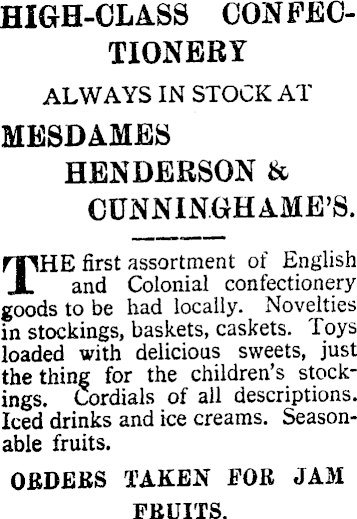 HIGH-CLASS CONFEC-
TIONERY
ALWAYS IN STOCK AT
MESDAMES
HENDERSON &
CUNNINGHAME'S.
THE first assortment of English
and Colonial confectionery
goods to be had locally. Novelties
in stockings, baskets, caskets. Toys
loaded with delicious sweets, just
the thing for the children's stock-
ings. Cordials of all descriptions.
Iced drinks and ice creams. Season-
able fruits.
ORDERS TAKEN FOR JAM
FRUITS.